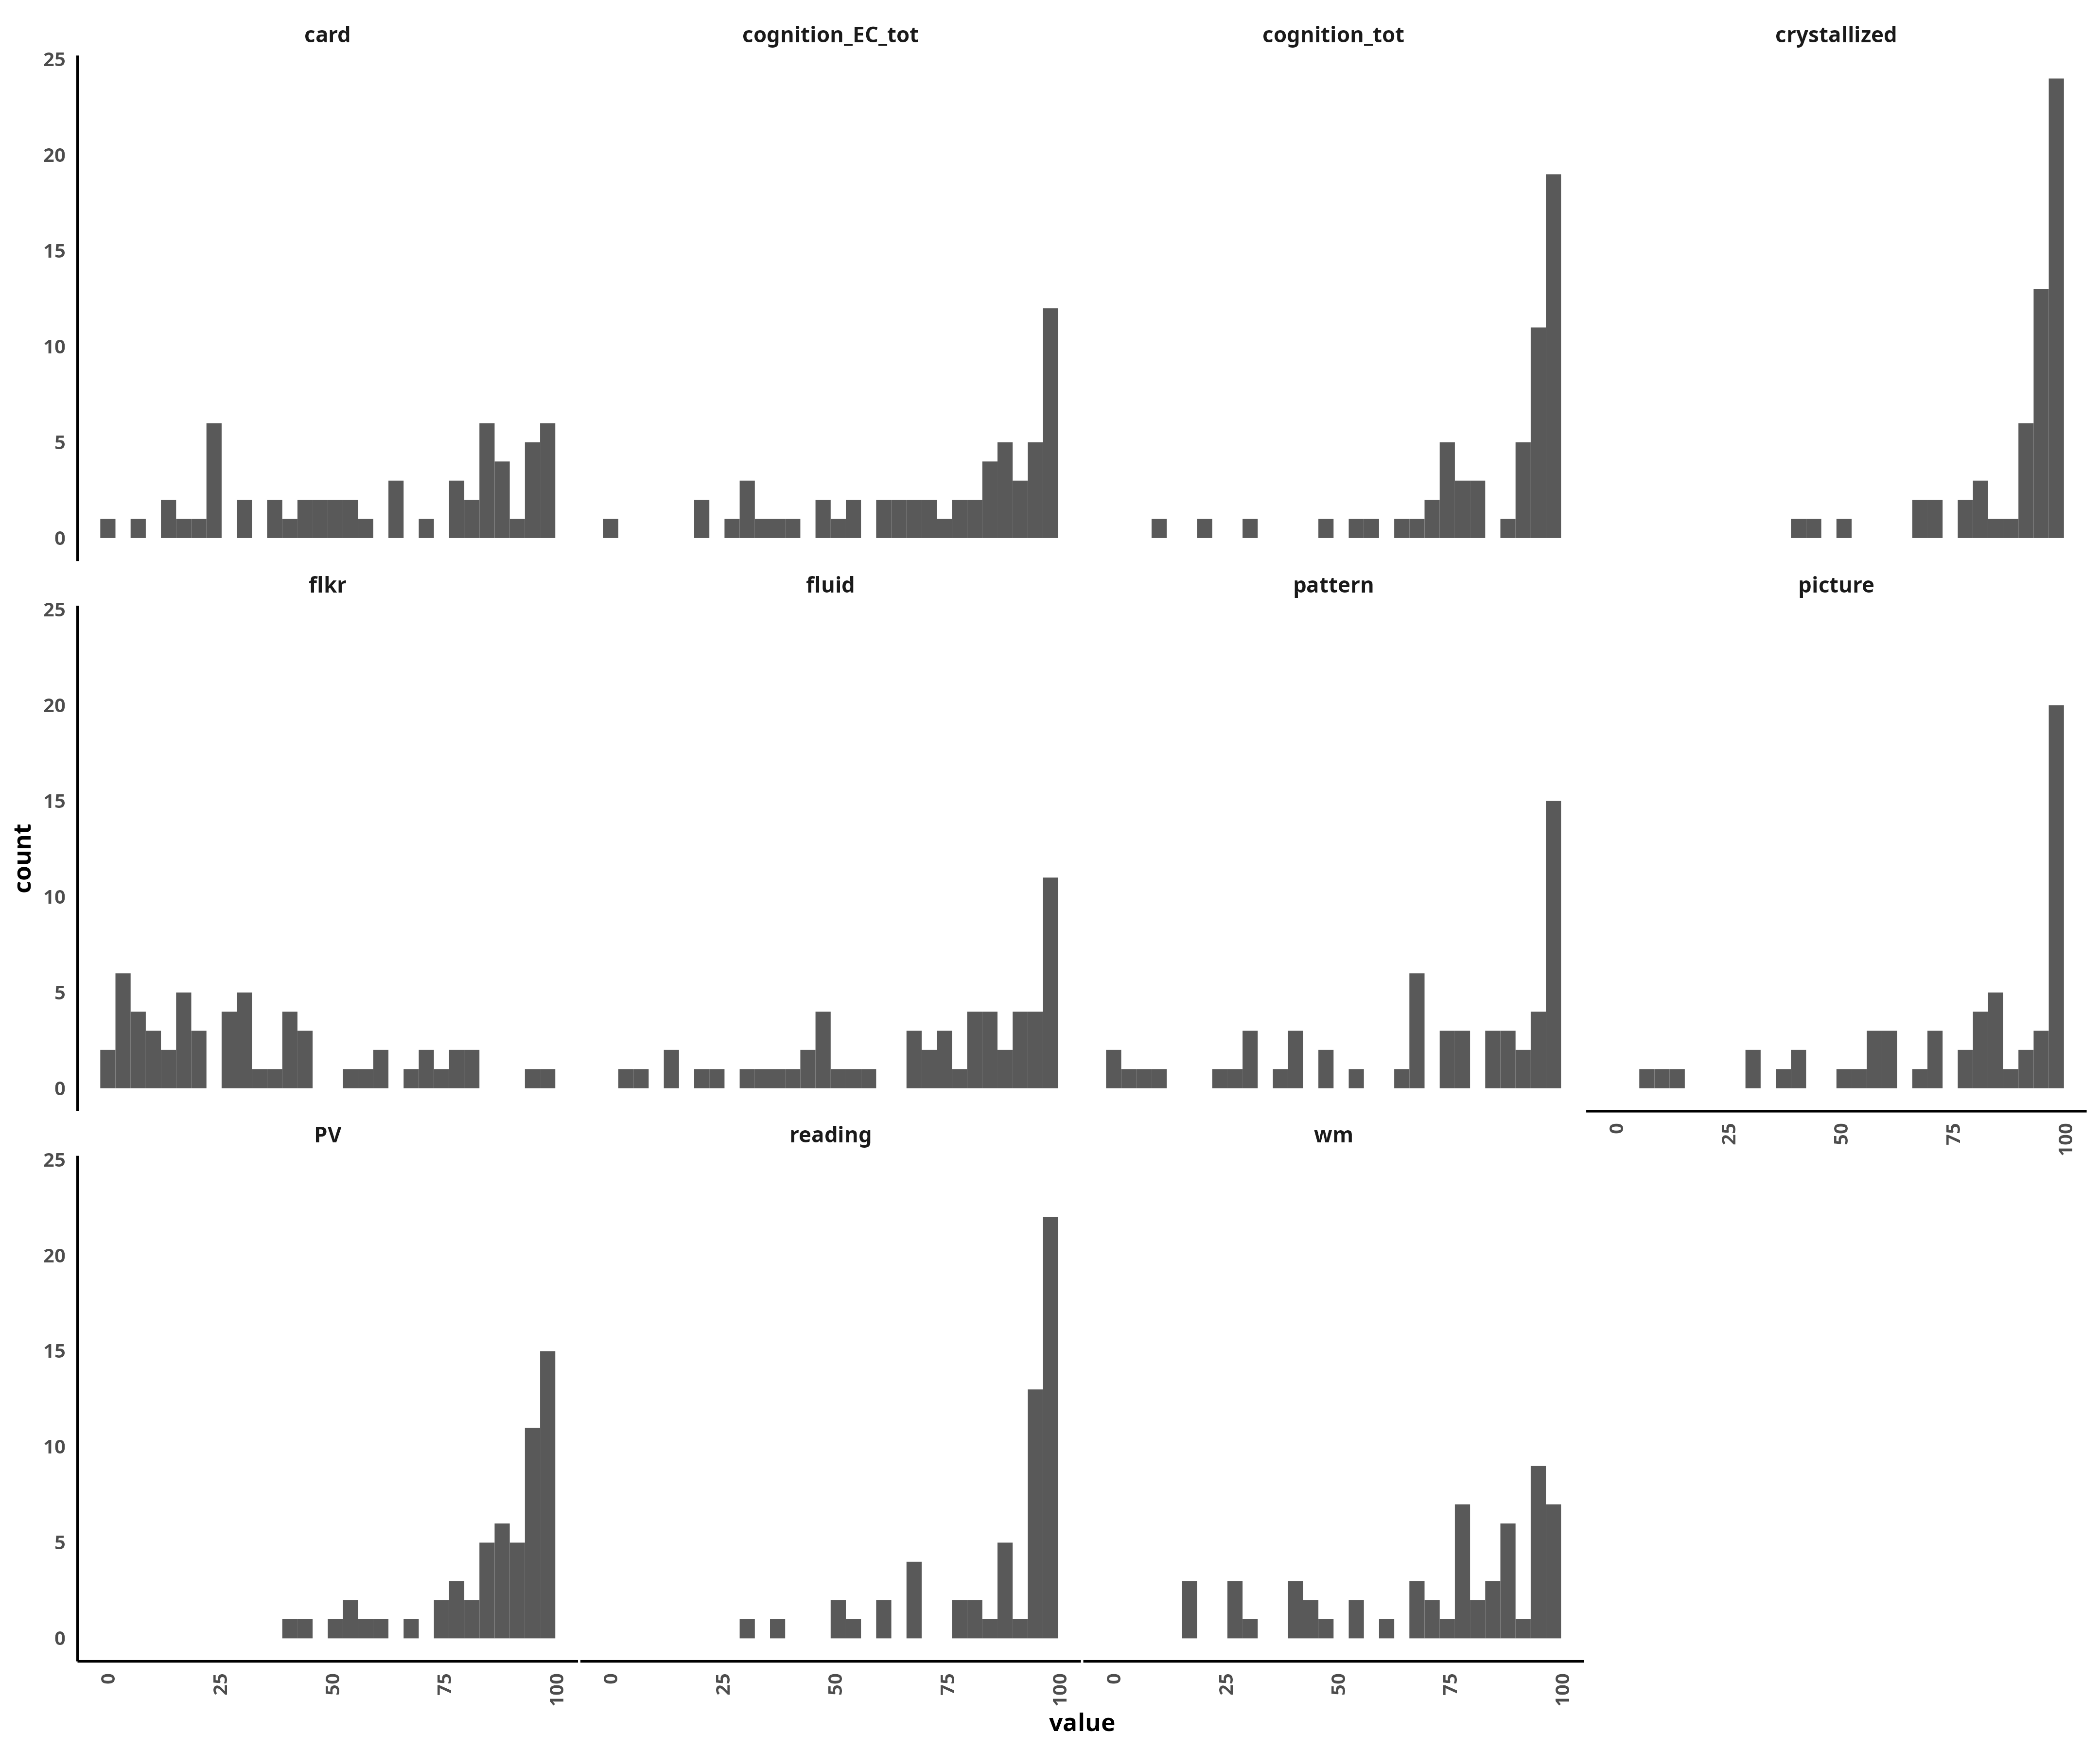 card cognition_EC_tot cognition_tot crystallized
25
20
15
10
5
0
flkr fluid pattern picture
25
20
15
10
5
0
0 25 50 75 100
PV reading wm
25
20
15
10
5
0
0 25 50 75 100 0 25 50 75 100 0 25 50 75 100
value
count